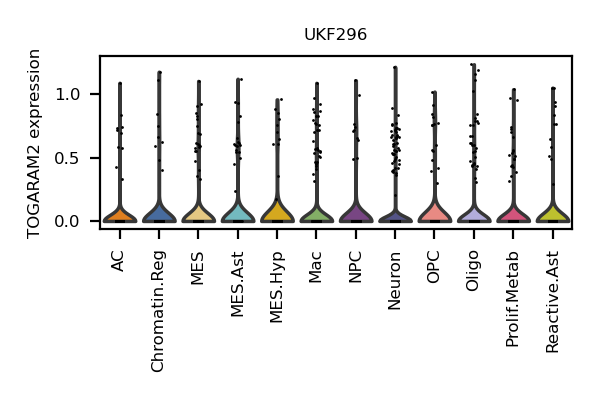 UKF296
TOGARAM2 expression
1.0
0.5
0.0
AC
Chromatin.Reg
MES
MES.Ast
MES.Hyp
Mac
NPC
Neuron
OPC
Oligo
Prolif.Metab
Reactive.Ast